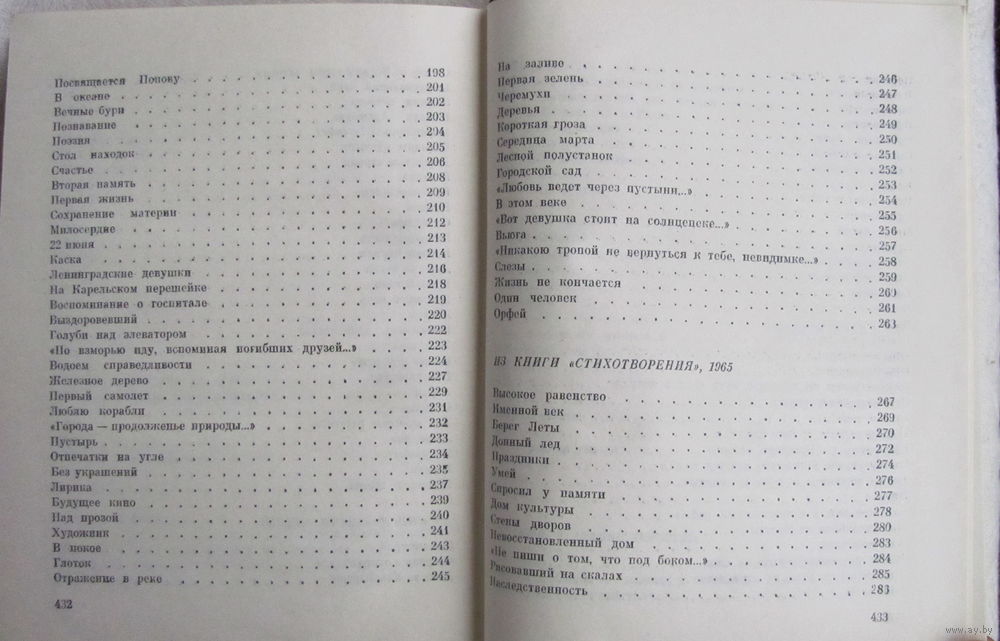 Посвящается Попову . . . 198
В океане . . . 201
Вечные бури . . . 202
Познавание . . . 203
Поэзия . . . 204
Стол находок . . . 205
Счастье . . . 206
Вторая память . . . 208
Первая жизнь . . . 209
Сохранение материи . . . 210
Милосердие . . . 212
22 июня . . . 213
Каска . . . 214
Ленинградские девушки . . . 216
На Карельском перешейке . . . 218
Воспоминание о госпитале . . . 219
Выздоровевший . . . 220
Голуби над элеватором . . . 222
«По взморью иду, вспоминая погибших друзей...» . . . 223
Водоем справедливости . . . 224
Железное дерево . . . 227
Первый самолет . . . 229
Люблю корабли . . . 231
«Города — продолженье природы...» . . . 232
Пустырь . . . 233
Отпечатки на угле . . . 234
Без украшений . . . 235
Лирика . . . 237
Будущее кино . . . 239
Над прозой . . . 240
Художник . . . 241
В покое . . . 243
Глоток . . . 244
Отражение в реке . . . 245
432
На заливе . . . 246
Первая зелень . . . 247
Черемухи . . . 248
Деревья . . . 249
Короткая гроза . . . 250
Середина марта . . . 251
Лесной полустанок . . . 252
Городской сад . . . 253
«Любовь ведет через пустыни...» . . . 254
В этом веке . . . 255
«Вот девушка стоит на солнцепеке...» . . . 256
Вьюга . . . 257
«Никакою тропой не вернуться к тебе, невидимке...» . . . 258
Слезы . . . 259
Жизнь не кончается . . . 260
Один человек . . . 261
Орфей . . . 263
ИЗ КНИГИ «СТИХОТВОРЕНИЯ», 1965
Высокое равенство . . . 267
Именной век . . . 269
Берег Леты . . . 270
Донный лед . . . 272
Праздники . . . 274
Умей . . . 276
Спросил у памяти . . . 277
Дом культуры . . . 278
Стены дворов . . . 280
Невосстановленный дом . . . 283
«Не пиши о том, что под боком...» . . . 284
Рисовавший на скалах . . . 285
Наследственность . . . 286
433
www.ay.by